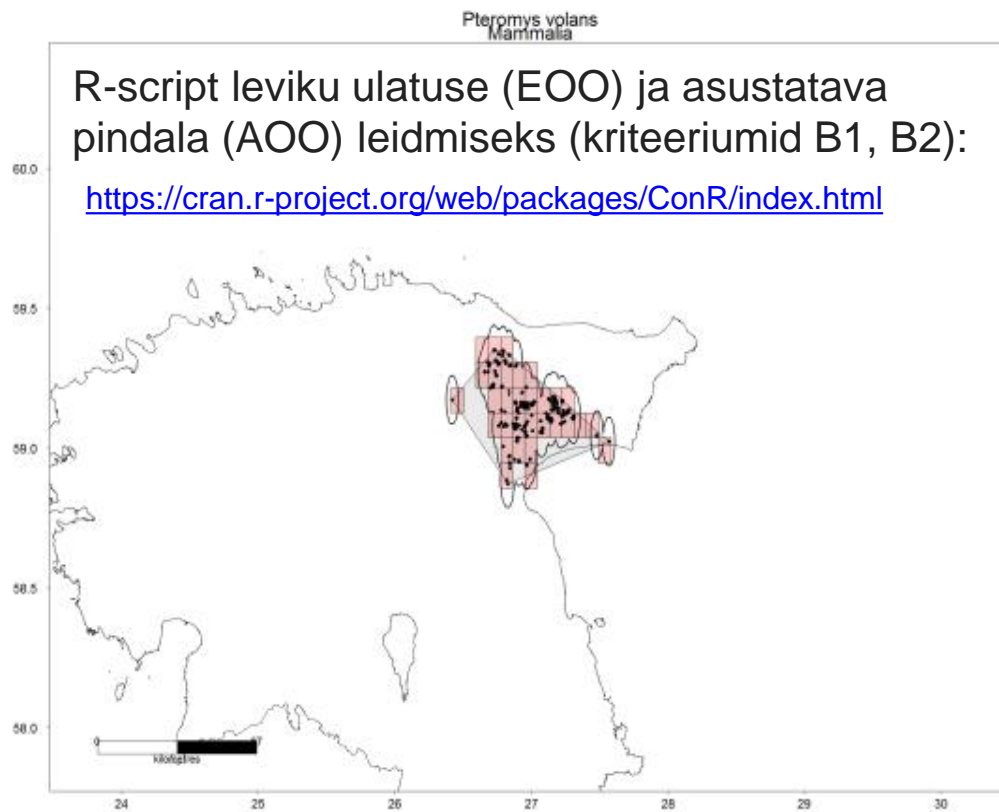 Pteromys volans
Mammalia
R-script leviku ulatuse (EOO) ja asustatava
pindala (AOO) leidmiseks (kriteeriumid B1, B2):
https://cran.r-project.org/web/packages/ConR/index.html
60.0
59.5
59.0
58.5
58.0
0
24 25 26 27 28 29 30